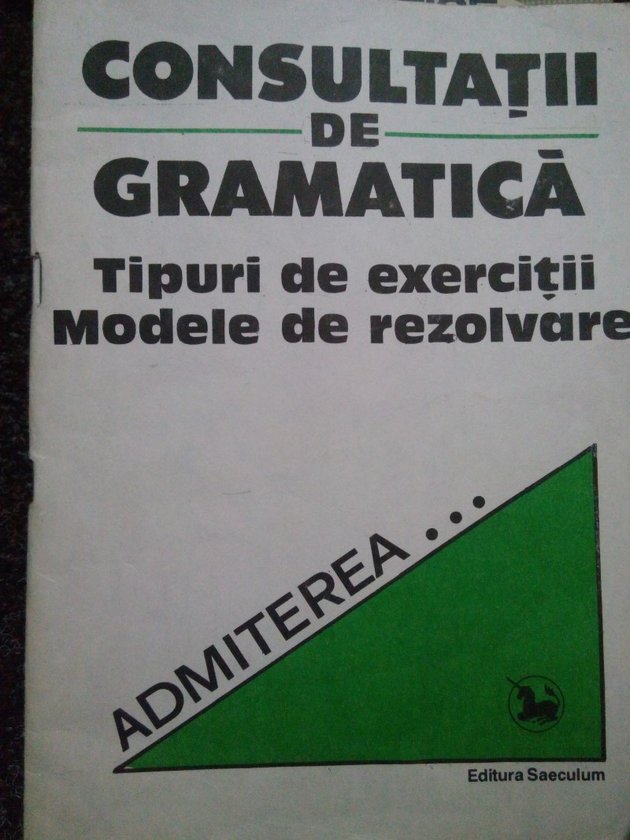 CONSULTAȚII
DE
GRAMATICĂ
Tipuri de exerciții
Modele de rezolvare
ADMITEREA...
Editura Saeculum